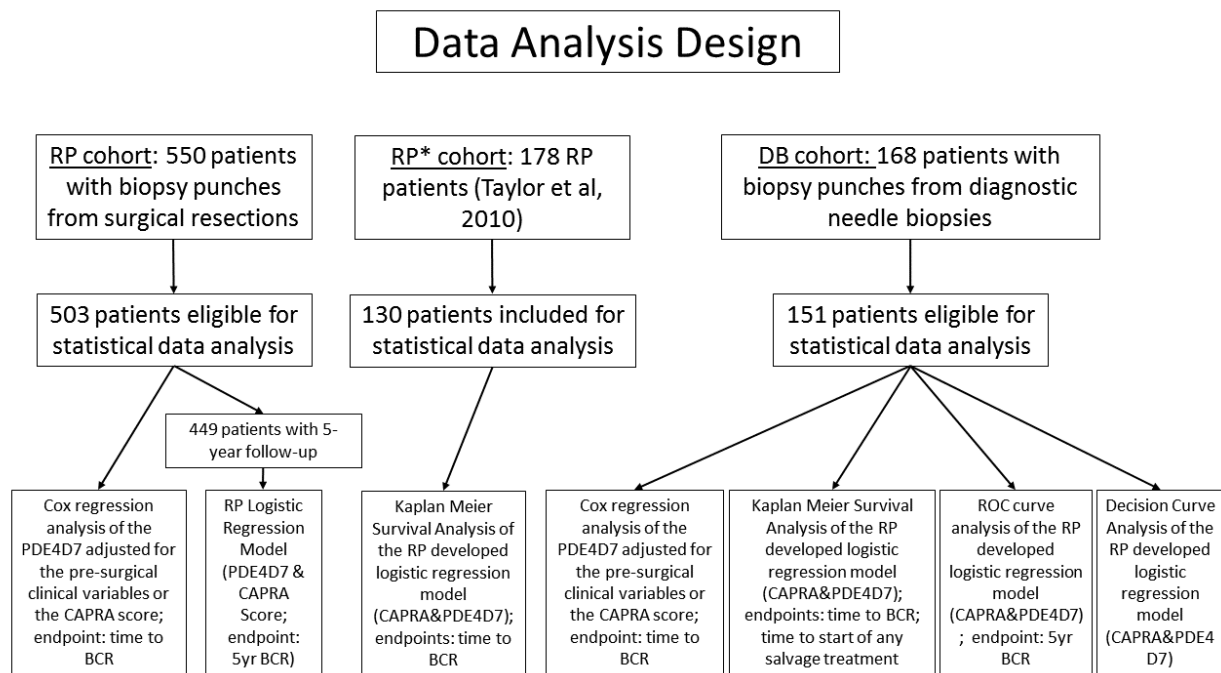 Data Analysis Design
RP cohort: 550 patients
with biopsy punches
from surgical resections
RP* cohort: 178 RP
patients (Taylor et al,
2010)
DB cohort: 168 patients with
biopsy punches from diagnostic
needle biopsies
503 patients eligible for
statistical data analysis
130 patients included for
statistical data analysis
151 patients eligible for
statistical data analysis
449 patients with 5-
year follow-up
Cox regression
analysis of the
PDE4D7 adjusted for
the pre-surgical
clinical variables or
the CAPRA score;
endpoint: time to
BCR
RP Logistic
Regression
Model
(PDE4D7 &
CAPRA
Score;
endpoint:
5yr BCR)
Kaplan Meier
Survival Analysis of
the RP developed
logistic regression
model
(CAPRA&PDE4D7);
endpoints: time to
BCR
Cox regression
analysis of the
PDE4D7 adjusted for
the pre-surgical
clinical variables or
the CAPRA score;
endpoint: time to
BCR
Kaplan Meier Survival
Analysis of the RP
developed logistic
regression model
(CAPRA&PDE4D7);
endpoints: time to BCR;
time to start of any
salvage treatment
ROC curve
analysis of the RP
developed
logistic regression
model
(CAPRA&PDE4D7)
; endpoint: 5yr
BCR
Decision Curve
Analysis of the RP
developed
logistic
regression
model
(CAPRA&PDE4
D7)